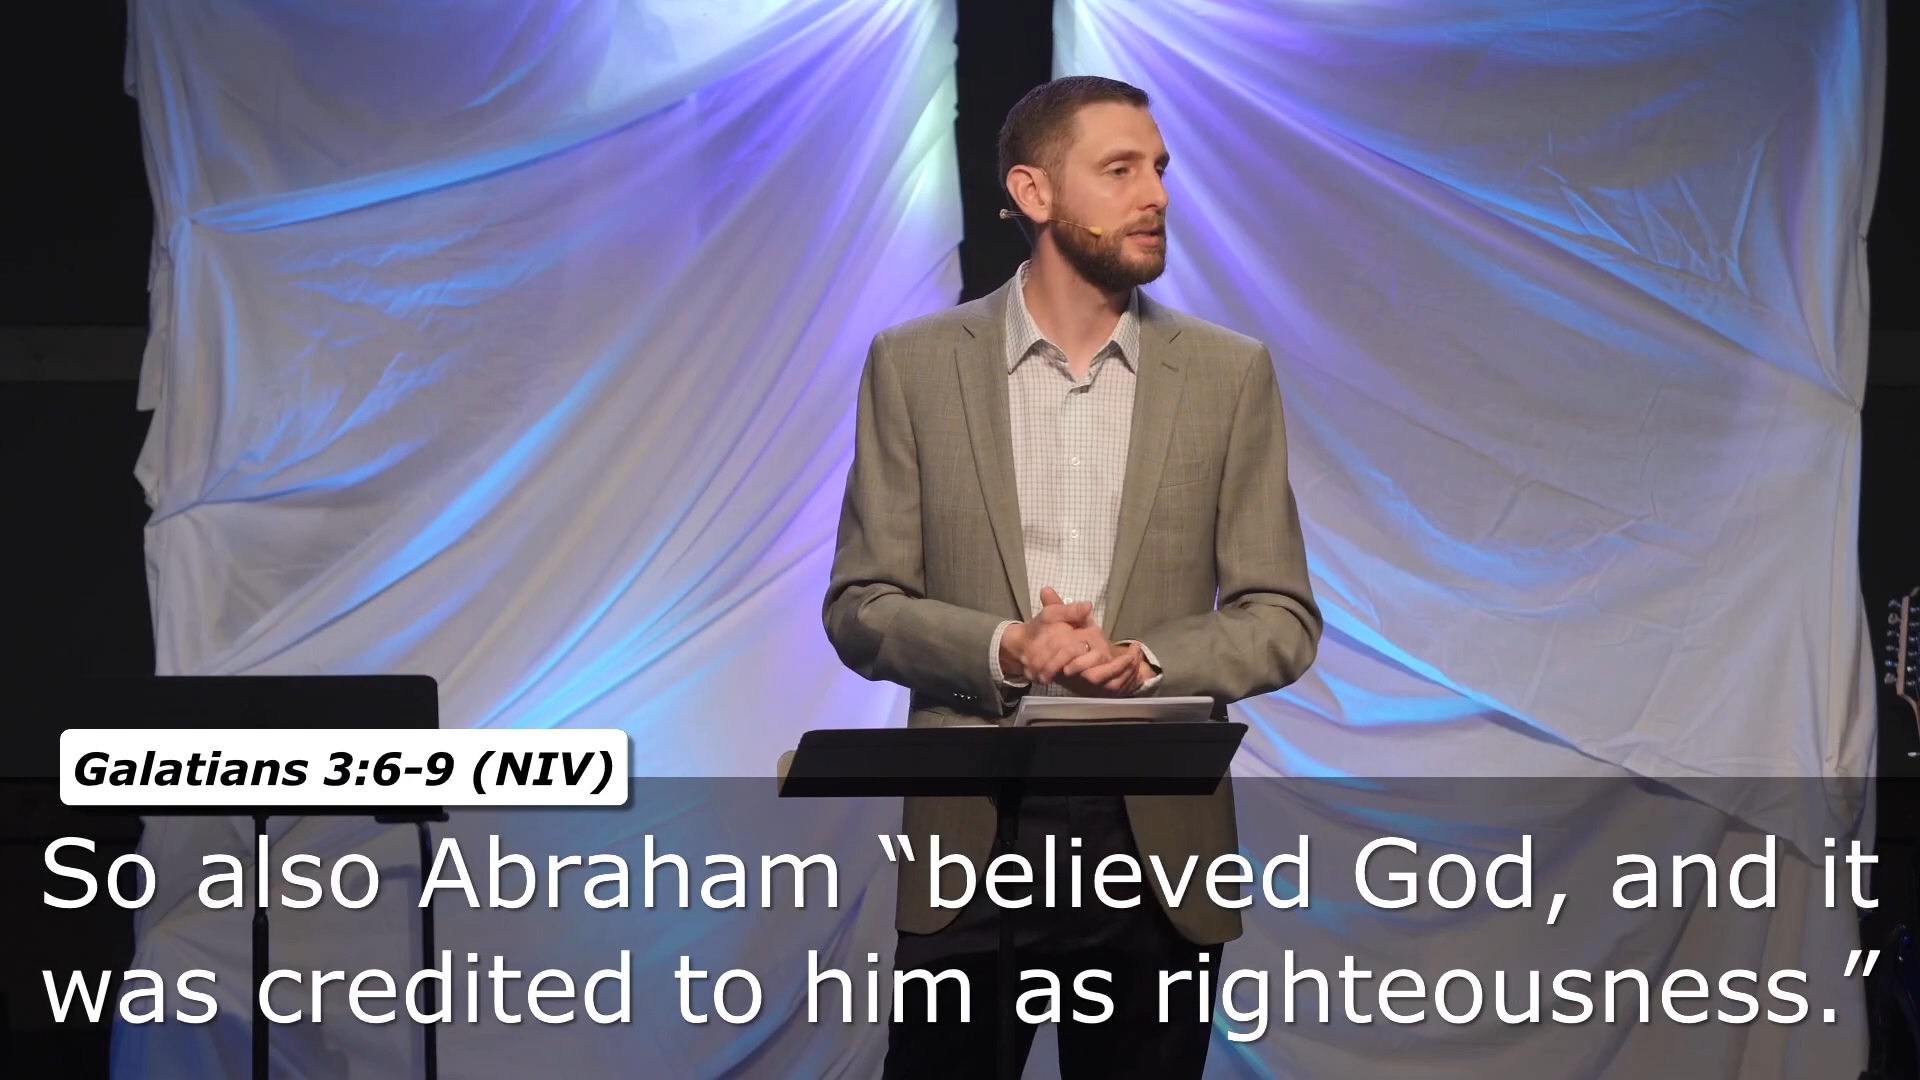 Galatians 3:6-9 (NIV)
So also Abraham “believed God, and it
was credited to him as righteousness.”